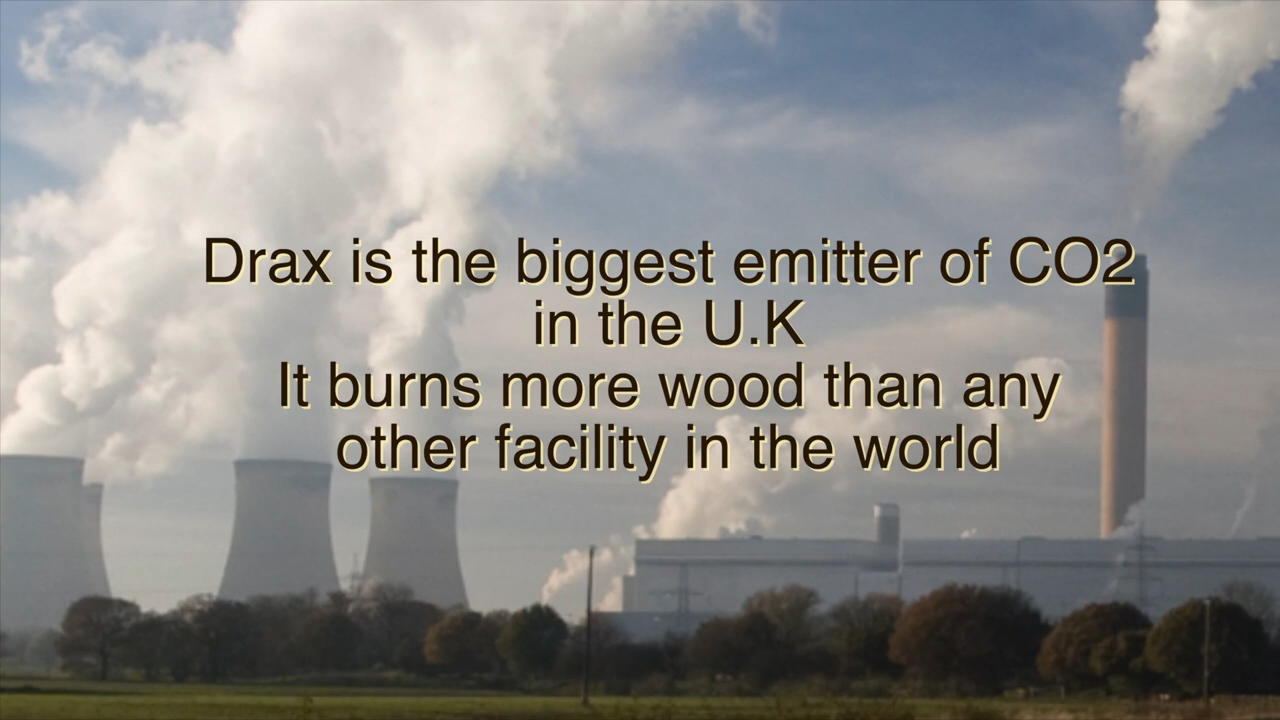 Drax is the biggest emitter of CO2
in the U.K
It burns more wood than any
other facility in the world